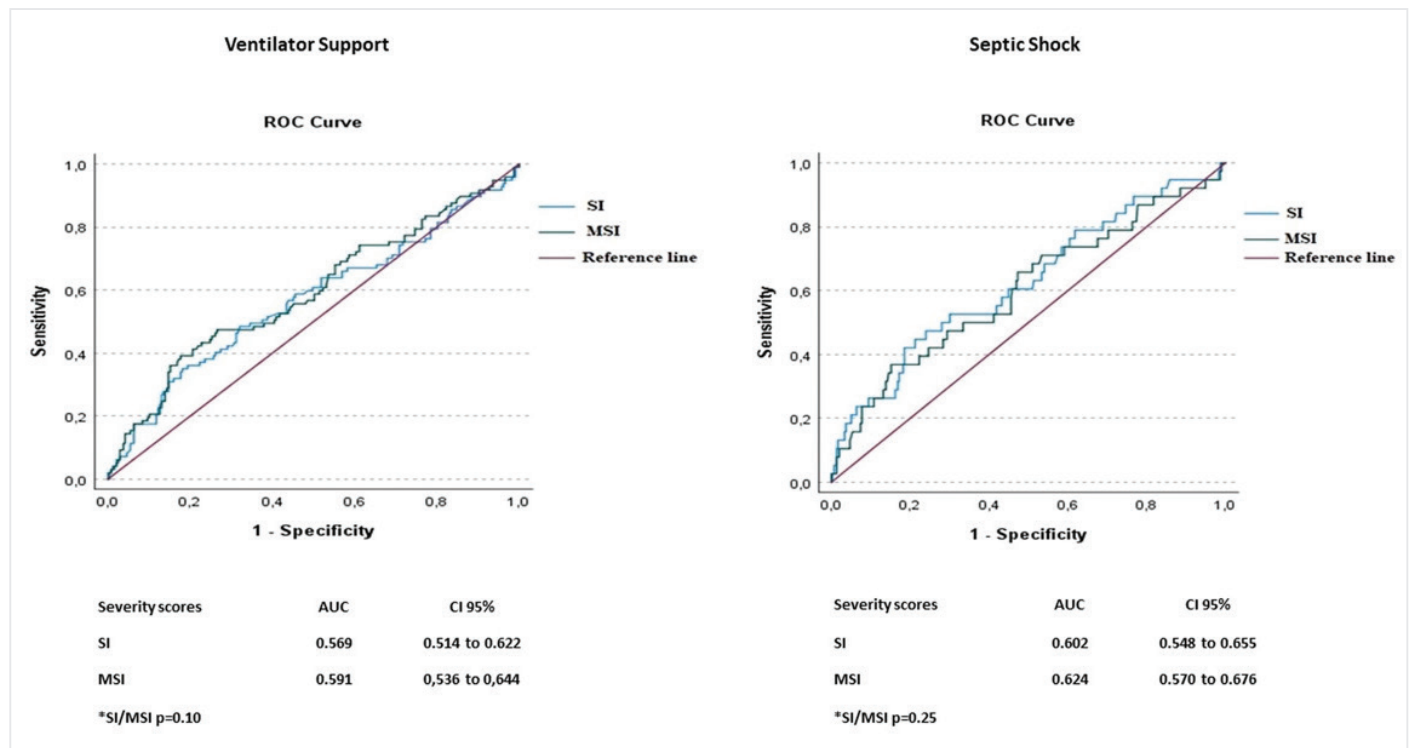 Ventilator Support
ROC Curve
1,0
0,8
0,6
0,4
0,2
0,0
Sensitivity
0,0 0,2 0,4 0,6 0,8 1,0
1 - Specificity
SI
MSI
Reference line
Severity scores AUC CI 95%
SI 0.569 0.514 to 0.622
MSI 0.591 0,536 to 0,644
*SI/MSI p=0.10
Septic Shock
ROC Curve
1,0
0,8
0,6
0,4
0,2
0,0
Sensitivity
0,0 0,2 0,4 0,6 0,8 1,0
1 - Specificity
SI
MSI
Reference line
Severity scores AUC CI 95%
SI 0.602 0.548 to 0.655
MSI 0.624 0.570 to 0.676
*SI/MSI p=0.25